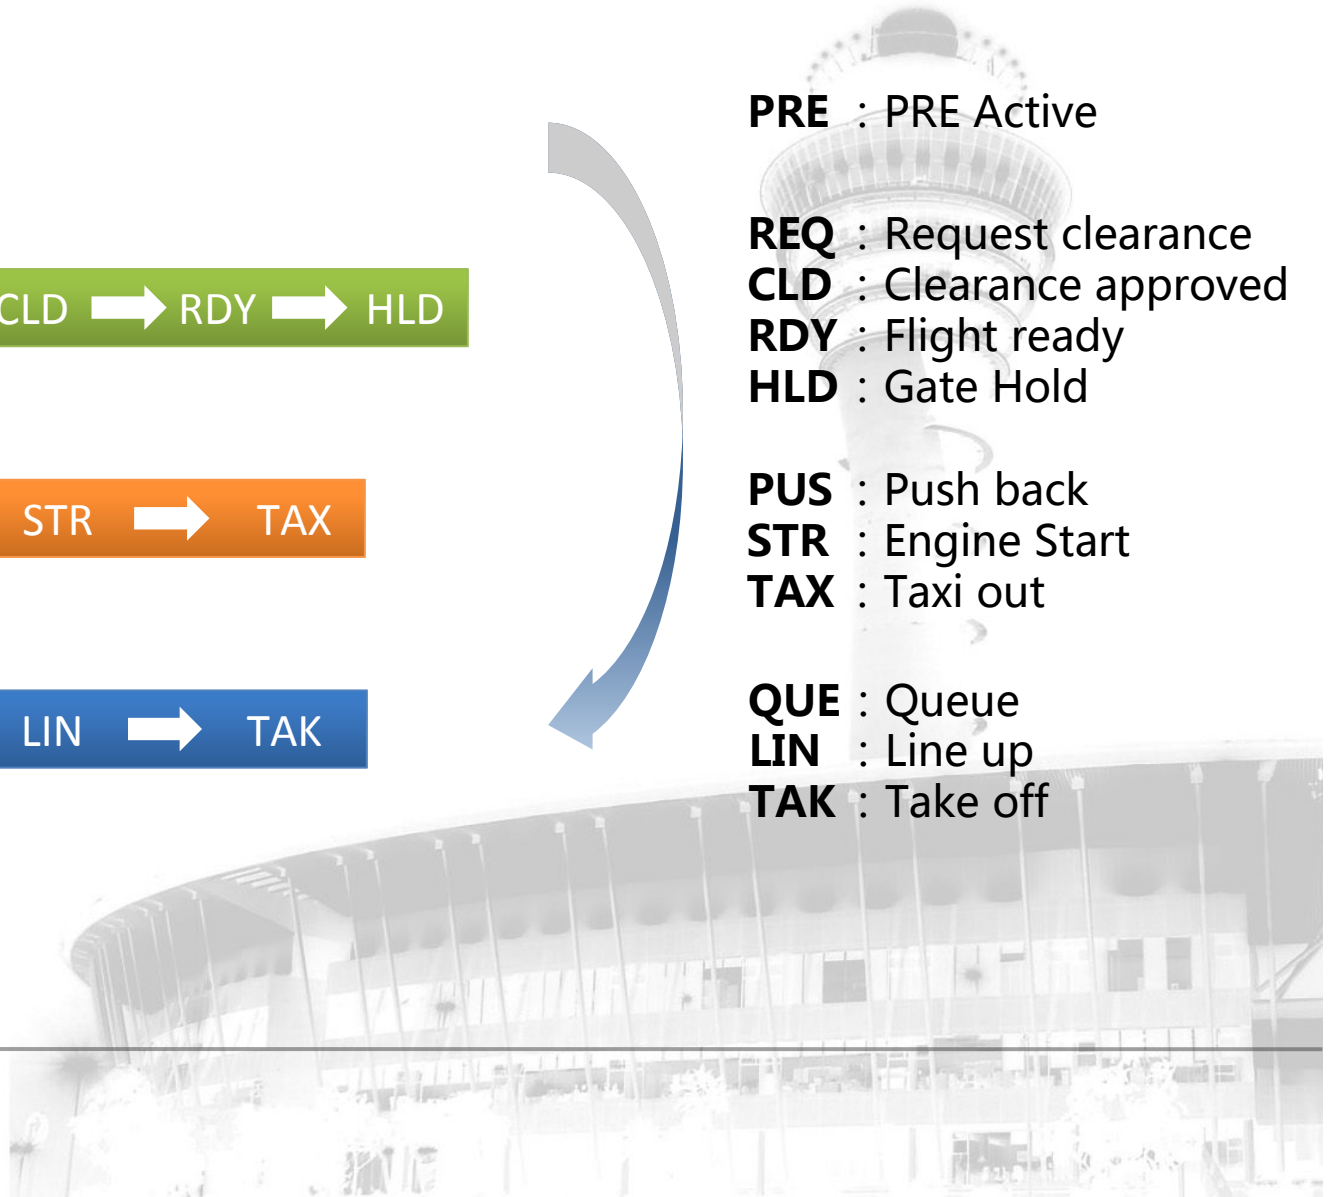 CLD RDY HLD
STR TAX
LIN TAK
PRE : PRE Active
REQ : Request clearance
CLD : Clearance approved
RDY : Flight ready
HLD : Gate Hold
PUS : Push back
STR : Engine Start
TAX : Taxi out
QUE : Queue
LIN : Line up
TAK : Take off